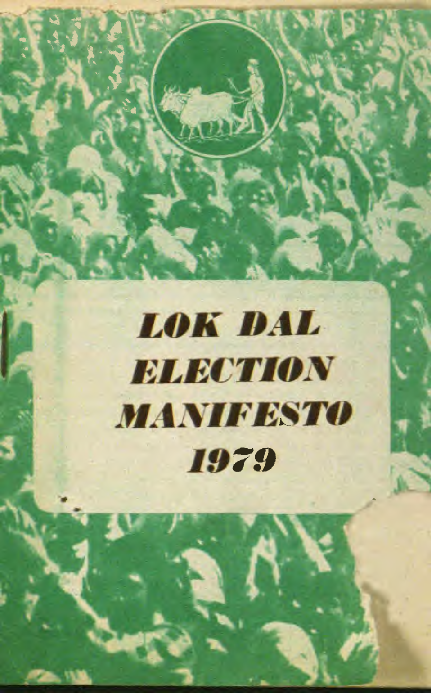 LOK DAL
ELECTION
MANIFESTO
1979